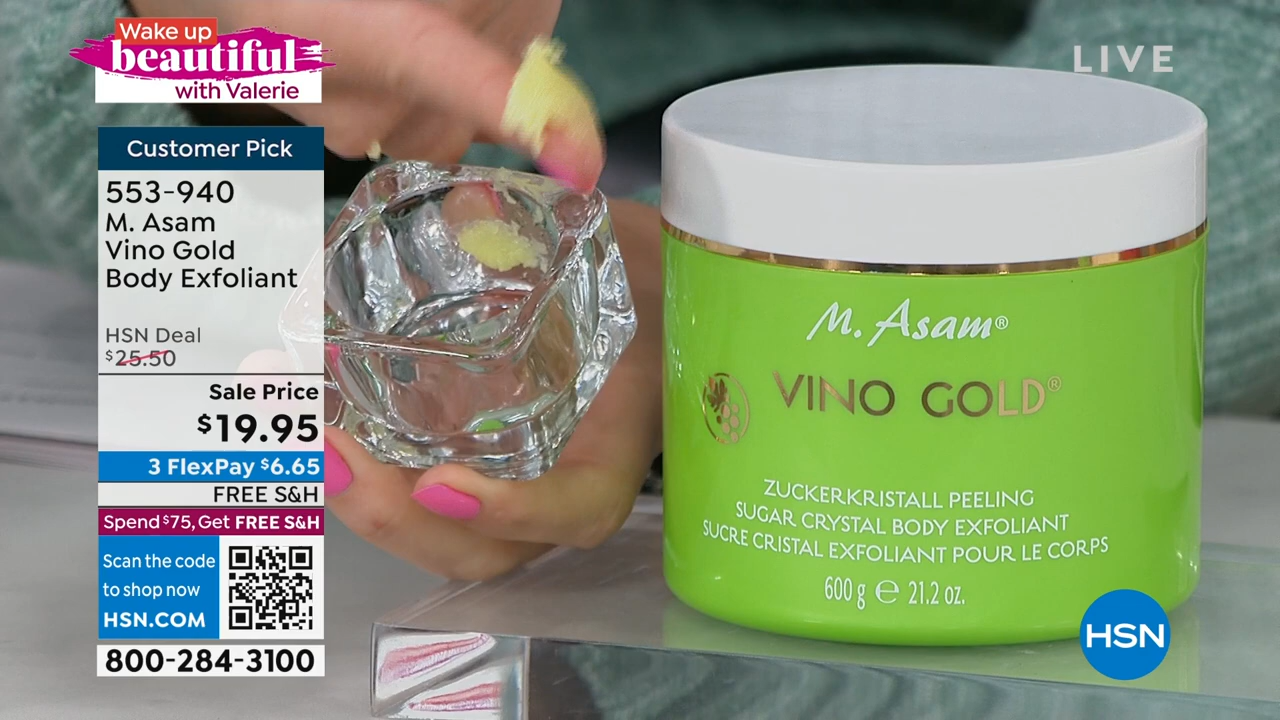 Wake up
beautiful
with Valerie
LIVE
Customer Pick
553-940
M. Asam
Vino Gold
Body Exfoliant
HSN Deal
$25.50
Sale Price
$19.95
3 FlexPay $6.65
FREE S&H
Spend $75, Get FREE S&H
Scan the code
to shop now
HSN.COM
800-284-3100
M. Asam®
VINO GOLD®
ZUCKERKRISTALL PEELING
SUGAR CRYSTAL BODY EXFOLIANT
SUCRE CRISTAL EXFOLIANT POUR LE CORPS
600 g e 21.2 oz.
HSN